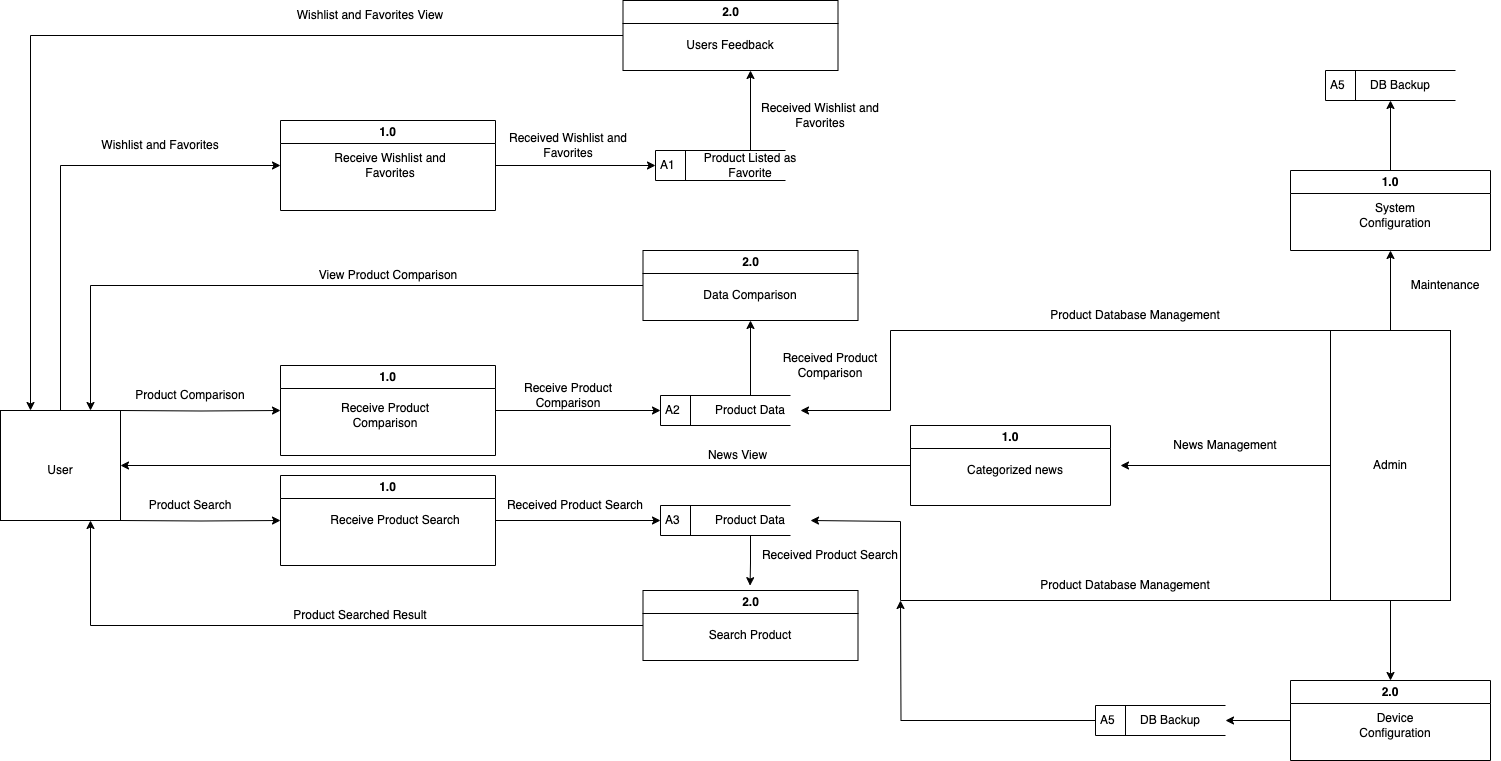 Wishlist and Favorites View
2.0
Users Feedback
A5
DB Backup
Received Wishlist and
Favorites
Wishlist and Favorites
1.0
Receive Wishlist and
Favorites
Received Wishlist and
Favorites
A1
Product Listed as
Favorite
1.0
System
Configuration
View Product Comparison
2.0
Data Comparison
Maintenance
Product Database Management
Received Product
Comparison
Product Comparison
1.0
Receive Product
Comparison
Receive Product
Comparison
A2
Product Data
User
News View
1.0
Categorized news
News Management
Admin
Product Search
1.0
Receive Product Search
Received Product Search
A3
Product Data
Received Product Search
Product Database Management
Product Searched Result
2.0
Search Product
A5
DB Backup
2.0
Device
Configuration